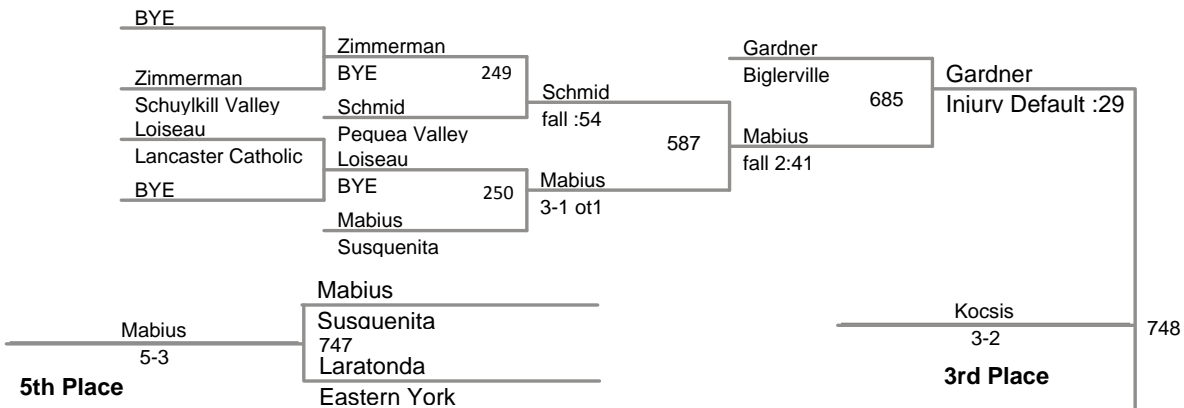 BYE
Zimmerman
Schuylkill Valley
Loiseau
Lancaster Catholic
BYE
Zimmerman
BYE
249
Schmid
Pequea Valley
Loiseau
BYE
250
Mabius
Susquenita
Schmid
fall :54
587
Mabius
3-1 ot1
Gardner
Biglerville
685
Mabius
fall 2:41
Gardner
Injury Default :29
Mabius
5-3
5th Place
Mabius
Susquenita
747
Laratonda
Eastern York
Kocsis
3-2
3rd Place
748